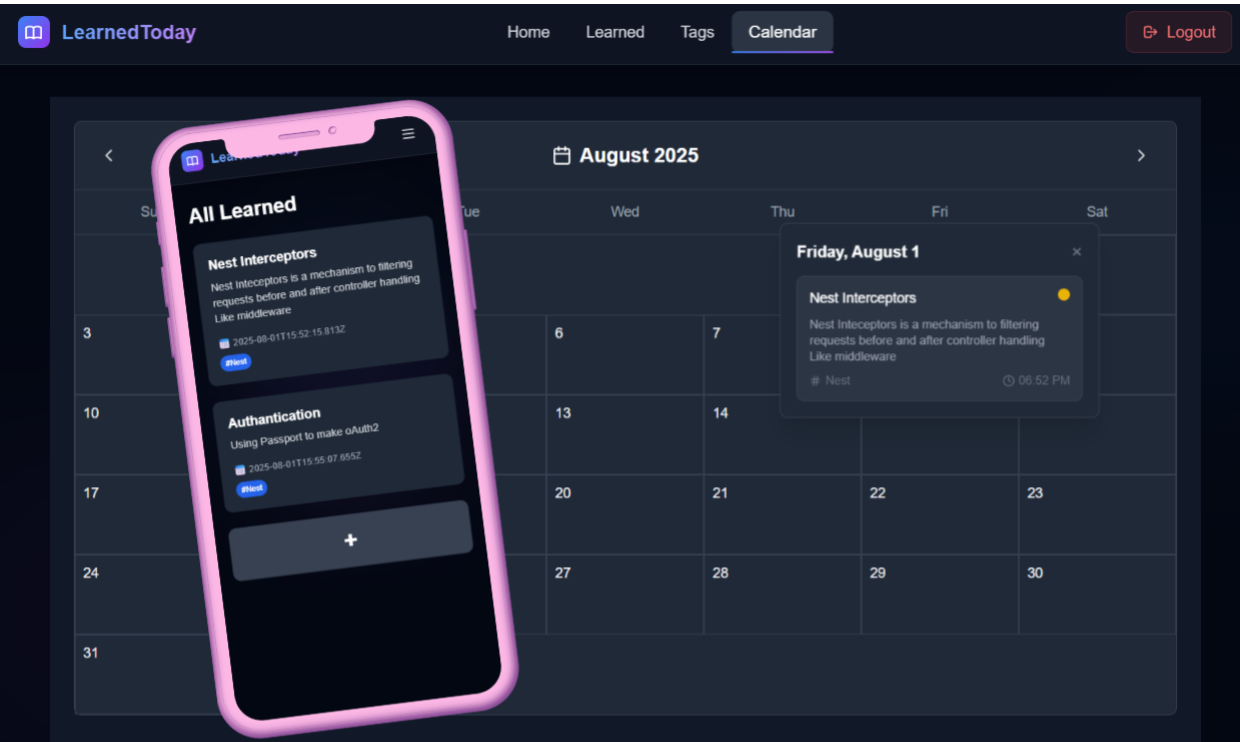 LearnedToday
Home
Learned
Tags
Calendar
Logout
August 2025
Wed
Thu
Fri
Sat
All Learned
Nest Interceptors
Nest Inteceptors is a mechanism to filtering
requests before and after controller handling
Like middleware
2025-08-01T15:52:15.813Z
#Nest
Authantication
Using Passport to make oAuth2
2025-08-01T15:55:07.655Z
#Nest
+
Friday, August 1
×
Nest Interceptors
Nest Inteceptors is a mechanism to filtering
requests before and after controller handling
Like middleware
# Nest
06:52 PM
3
6
7
10
13
14
17
20
21
22
23
24
27
28
29
30
31